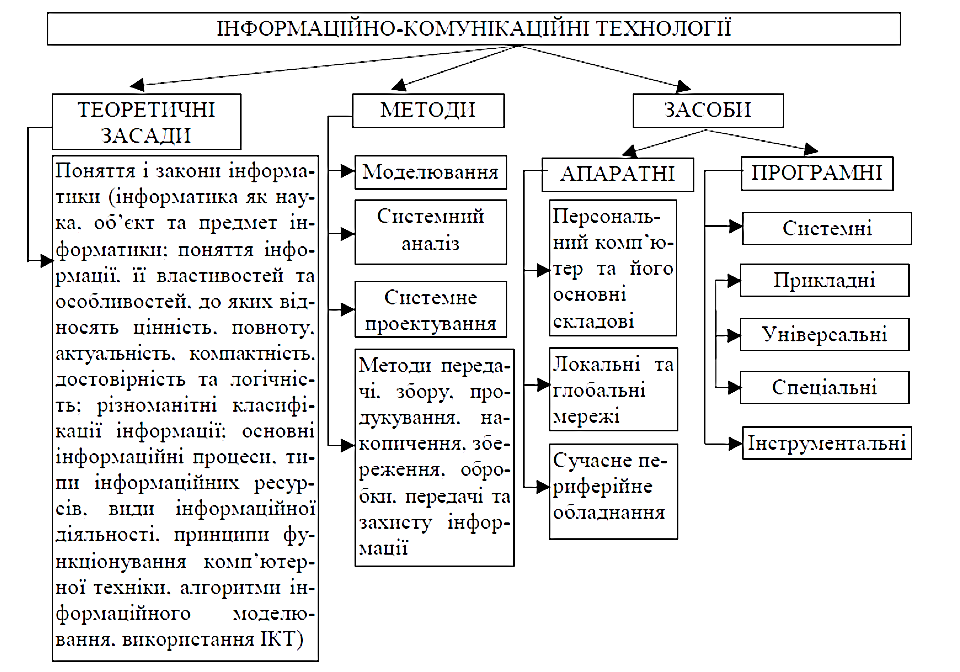 ІНФОРМАЦІЙНО-КОМУНІКАЦІЙНІ ТЕХНОЛОГІЇ
ТЕОРЕТИЧНІ
ЗАСАДИ
Поняття і закони інформа-
тики (інформатика як нау-
ка, об’єкт та предмет ін-
форматики; поняття інфо-
рмації, її властивостей та
особливостей, до яких від-
носять цінність, повноту,
актуальність, компактність,
достовірність та логічніс-
ть; різноманітні класифі-
кації інформації; основні
інформаційні процеси, ти-
пи інформаційних ресур-
сів, види інформаційної
діяльності, принципи фу-
нкціонування комп’ютер-
ної техніки, алгоритми ін-
формаційного моделю-
вання, використання ІКТ)
МЕТОДИ
Моделювання
Системний
аналіз
Системне
проектування
Методи переда-
чі, збору, про-
дукування, на-
копичення, збе-
реження, обро-
бки, передачі та
захисту інфор-
мації
ЗАСОБИ
АПАРАТНІ
Персональ-
ний комп’ю-
тер та його
основні
складові
Локальні та
глобальні
мережі
Сучасне пе-
риферійне
обладнання
ПРОГРАМНІ
Системні
Прикладні
Універсальні
Спеціальні
Інструментальні